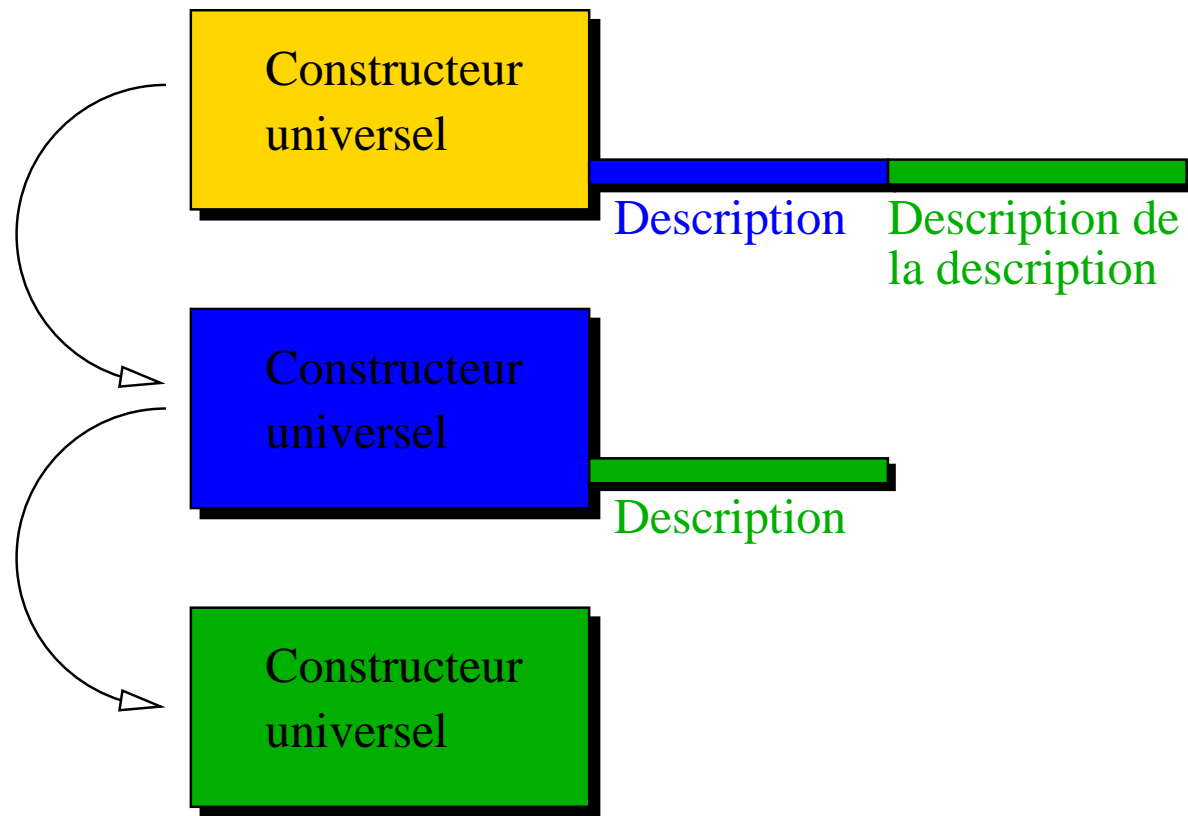 Constructeur
universel
Description
Description de
la description
Constructeur
universel
Description
Constructeur
universel